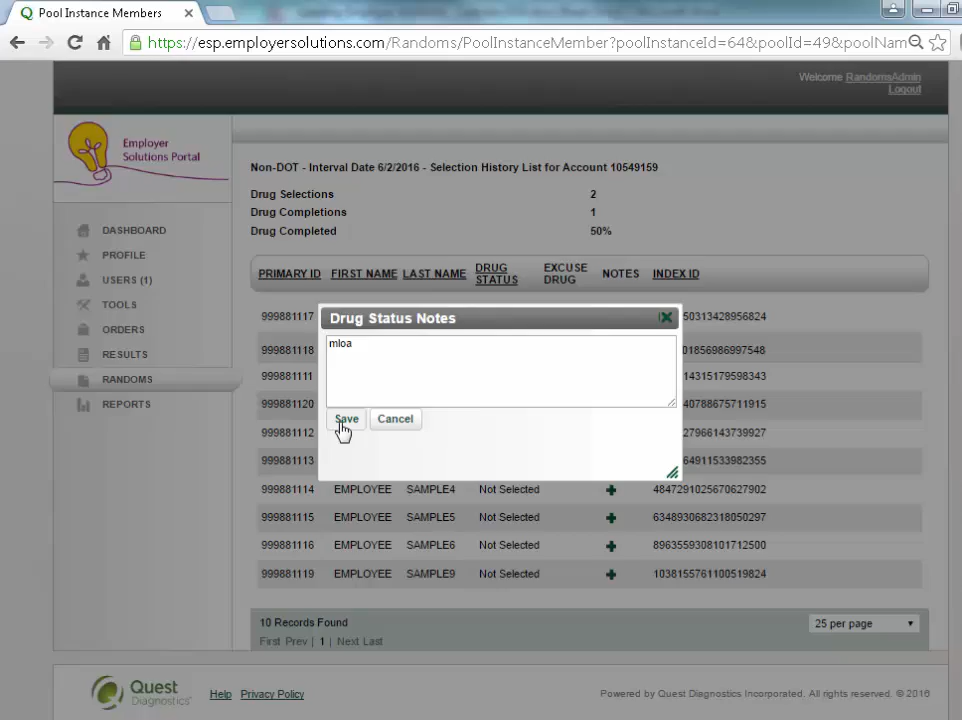 Pool Instance Members
https://esp.employersolutions.com/Randoms/PoolInstanceMember?poolInstanceId=64&poolId=49&poolNam
Welcome RandomsAdmin
Logout
Employer
Solutions Portal
DASHBOARD
PROFILE
USERS (1)
TOOLS
ORDERS
RESULTS
RANDOMS
REPORTS
Non-DOT - Interval Date 6/2/2016 - Selection History List for Account 10549159
Drug Selections 2
Drug Completions 1
Drug Completed 50%
PRIMARY ID FIRST NAME LAST NAME DRUG STATUS EXCUSE DRUG NOTES INDEX ID
999881117 50313428956824
999881118 01856986997548
999881111 14315179598343
999881120 40788675711915
999881112 27966143739927
999881113 64911533982355
Drug Status Notes
mloa
Save Cancel
999881114 EMPLOYEE SAMPLE4 Not Selected 4847291025670627902
999881115 EMPLOYEE SAMPLE5 Not Selected 6348930682318050297
999881116 EMPLOYEE SAMPLE6 Not Selected 8963559308101712500
999881119 EMPLOYEE SAMPLE9 Not Selected 1038155761100519824
10 Records Found
First Prev | 1 | Next Last
25 per page
Quest
Diagnostics
Help Privacy Policy
Powered by Quest Diagnostics Incorporated. All rights reserved. © 2016